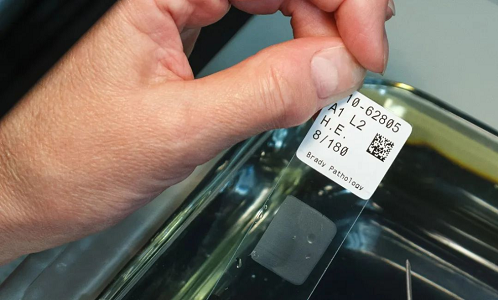 10-62805
A1 L2
H.E.
8/180
Brady Pathology